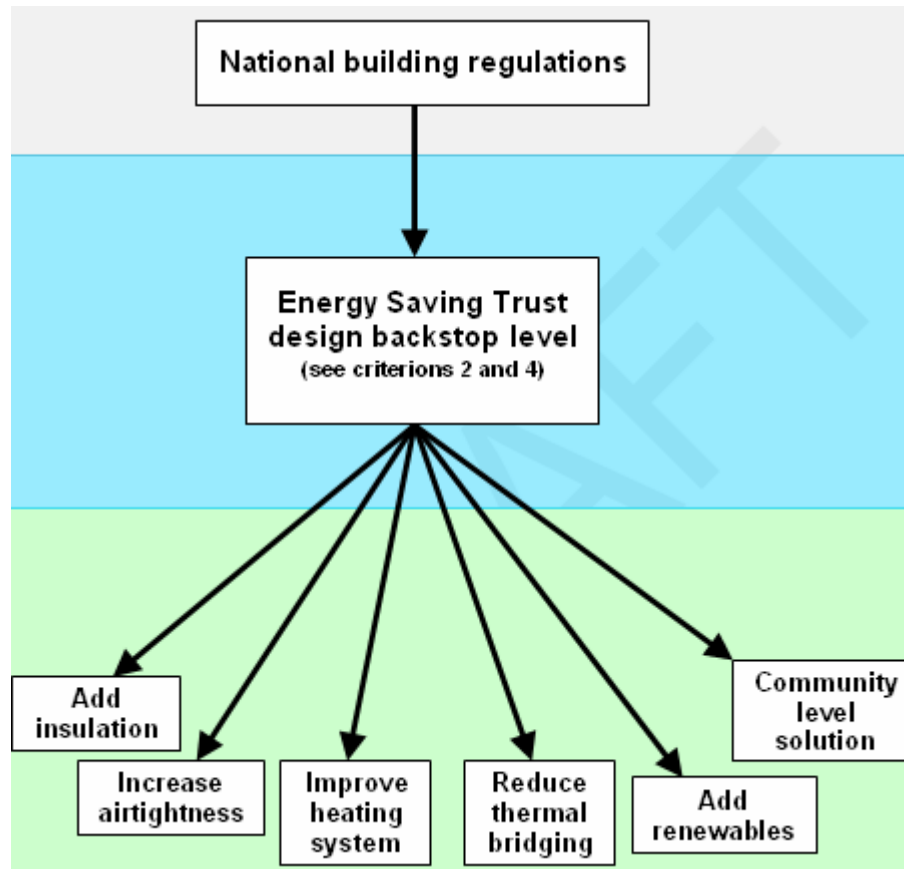 National building regulations
Energy Saving Trust
design backstop level
(see criterions 2 and 4)
Add
insulation
Increase
airtightness
Improve
heating
system
Reduce
thermal
bridging
Add
renewables
Community
level
solution